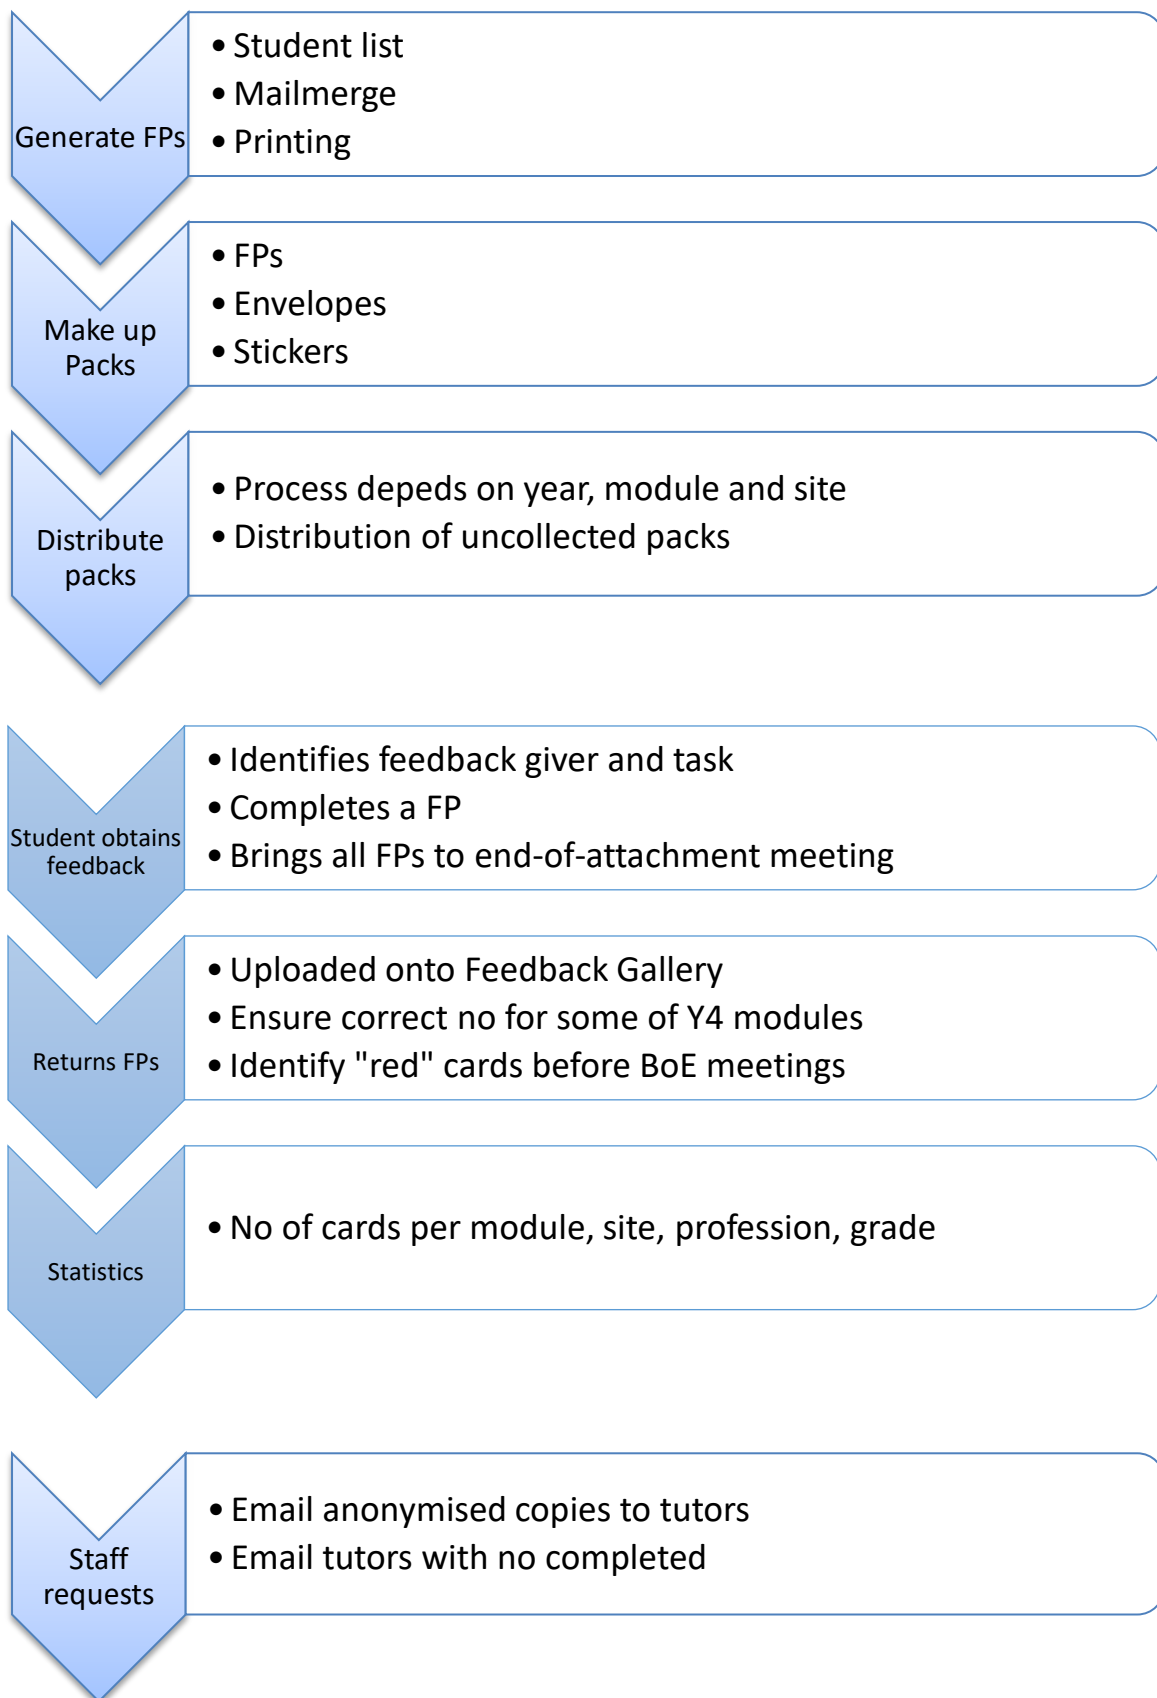 Generate FPs
• Student list
• Mailmerge
• Printing
Make up
Packs
• FPs
• Envelopes
• Stickers
Distribute
packs
• Process depeds on year, module and site
• Distribution of uncollected packs
Student obtains
feedback
• Identifies feedback giver and task
• Completes a FP
• Brings all FPs to end-of-attachment meeting
Returns FPs
• Uploaded onto Feedback Gallery
• Ensure correct no for some of Y4 modules
• Identify "red" cards before BoE meetings
Statistics
• No of cards per module, site, profession, grade
Staff
requests
• Email anonymised copies to tutors
• Email tutors with no completed